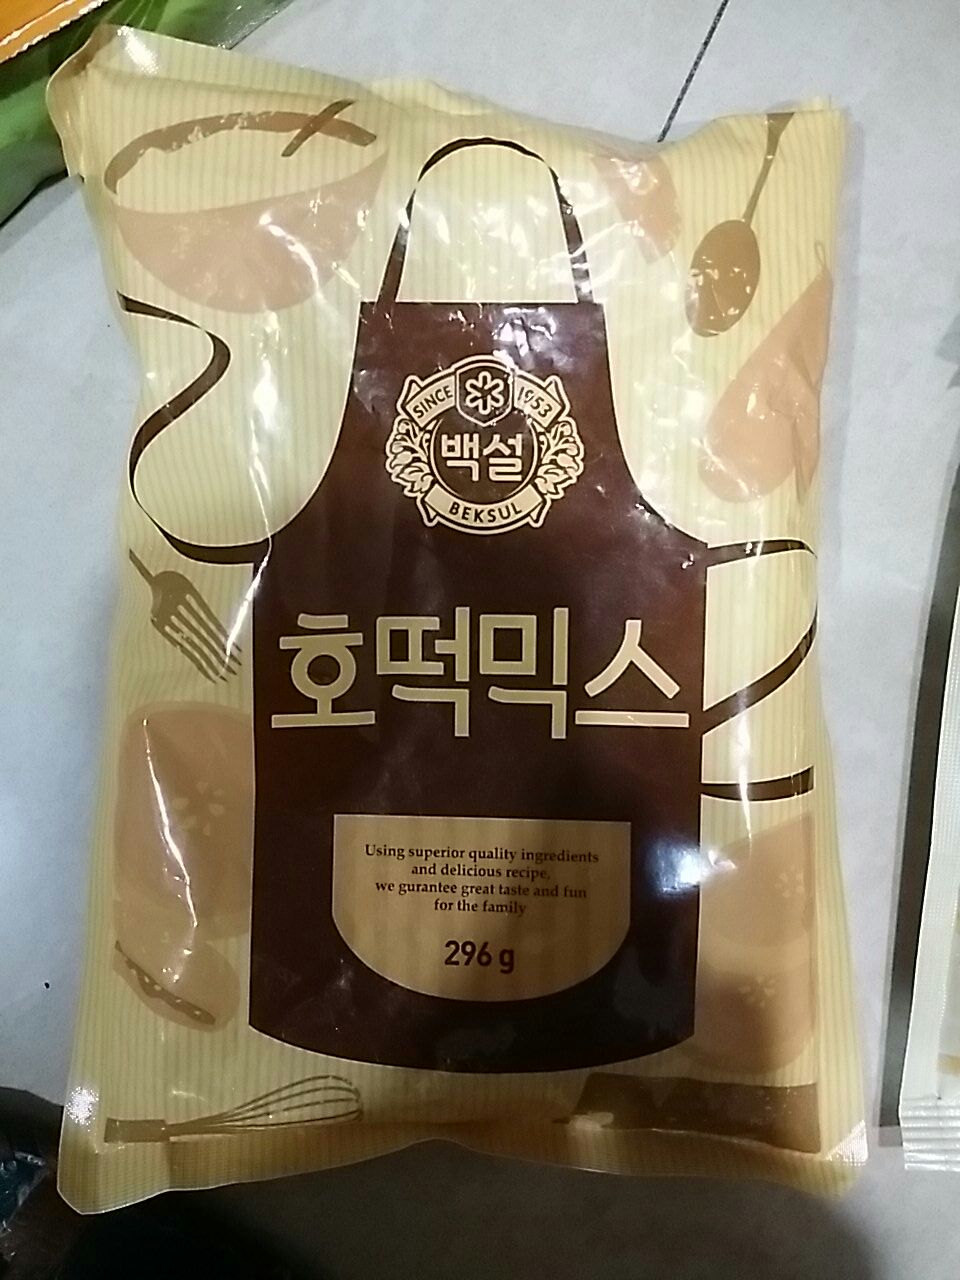 SINCE 1953
백설
BEKSUL
호떡믹스
Using superior quality ingredients
and delicious recipe,
we gurantee great taste and fun
for the family
296 g